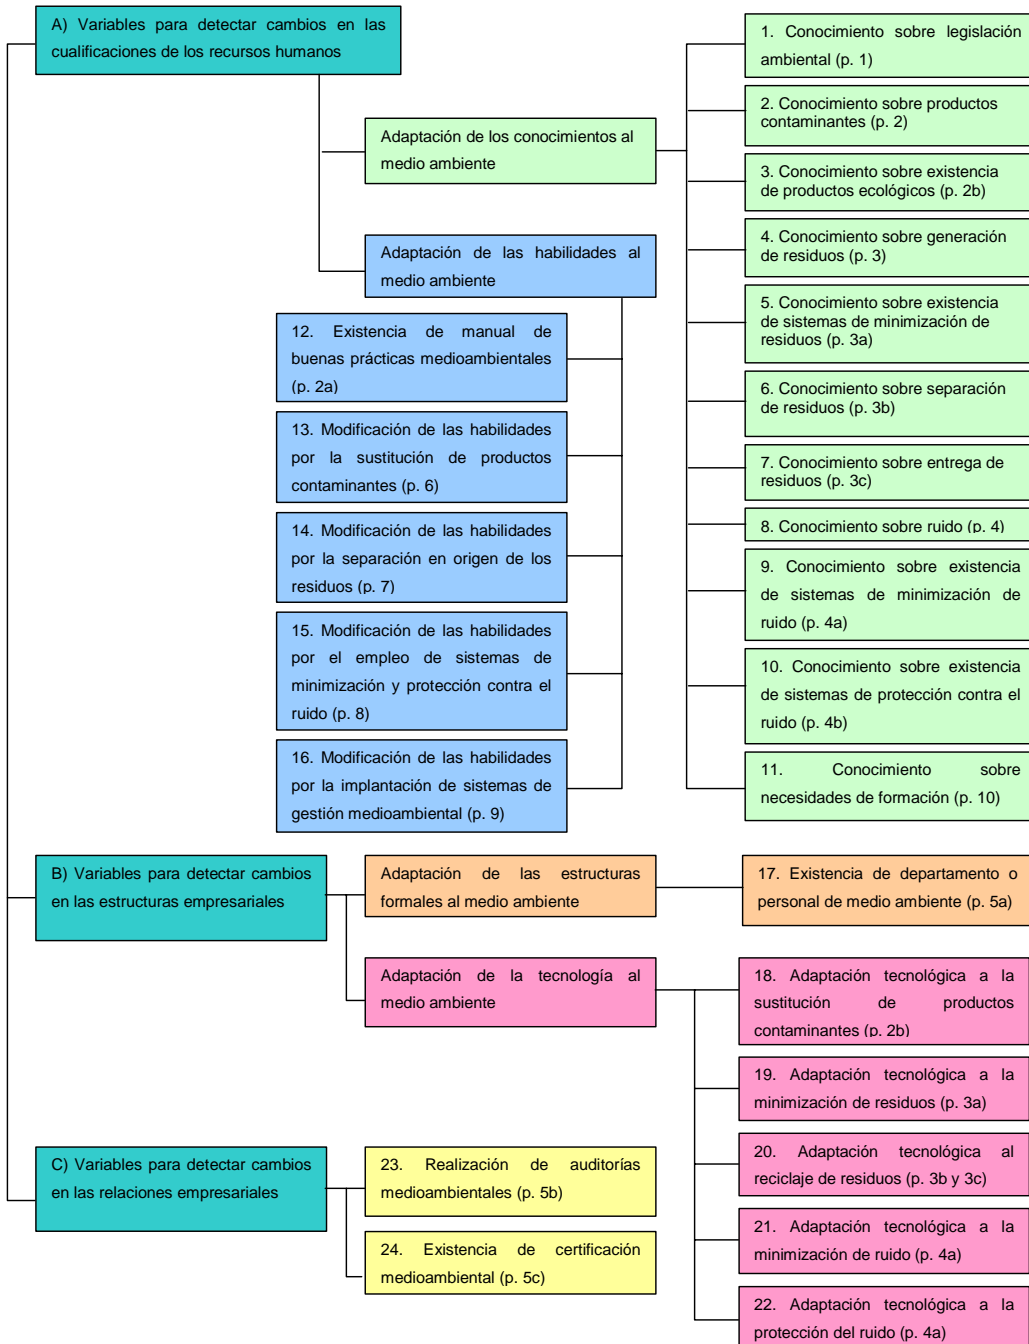 A) Variables para detectar cambios en las
cualificaciones de los recursos humanos
Adaptación de los conocimientos al
medio ambiente
1. Conocimiento sobre legislación
ambiental (p. 1)
2. Conocimiento sobre productos
contaminantes (p. 2)
3. Conocimiento sobre existencia
de productos ecológicos (p. 2b)
4. Conocimiento sobre generación
de residuos (p. 3)
5. Conocimiento sobre existencia
de sistemas de minimización de
residuos (p. 3a)
6. Conocimiento sobre separación
de residuos (p. 3b)
7. Conocimiento sobre entrega de
residuos (p. 3c)
8. Conocimiento sobre ruido (p. 4)
9. Conocimiento sobre existencia
de sistemas de minimización de
ruido (p. 4a)
10. Conocimiento sobre existencia
de sistemas de protección contra el
ruido (p. 4b)
11. Conocimiento sobre
necesidades de formación (p. 10)
Adaptación de las habilidades al
medio ambiente
12. Existencia de manual de
buenas prácticas medioambientales
(p. 2a)
13. Modificación de las habilidades
por la sustitución de productos
contaminantes (p. 6)
14. Modificación de las habilidades
por la separación en origen de los
residuos (p. 7)
15. Modificación de las habilidades
por el empleo de sistemas de
minimización y protección contra el
ruido (p. 8)
16. Modificación de las habilidades
por la implantación de sistemas de
gestión medioambiental (p. 9)
B) Variables para detectar cambios
en las estructuras empresariales
Adaptación de las estructuras
formales al medio ambiente
17. Existencia de departamento o
personal de medio ambiente (p. 5a)
Adaptación de la tecnología al
medio ambiente
18. Adaptación tecnológica a la
sustitución de productos
contaminantes (p. 2b)
19. Adaptación tecnológica a la
minimización de residuos (p. 3a)
20. Adaptación tecnológica al
reciclaje de residuos (p. 3b y 3c)
21. Adaptación tecnológica a la
minimización de ruido (p. 4a)
22. Adaptación tecnológica a la
protección del ruido (p. 4a)
C) Variables para detectar cambios
en las relaciones empresariales
23. Realización de auditorías
medioambientales (p. 5b)
24. Existencia de certificación
medioambiental (p. 5c)